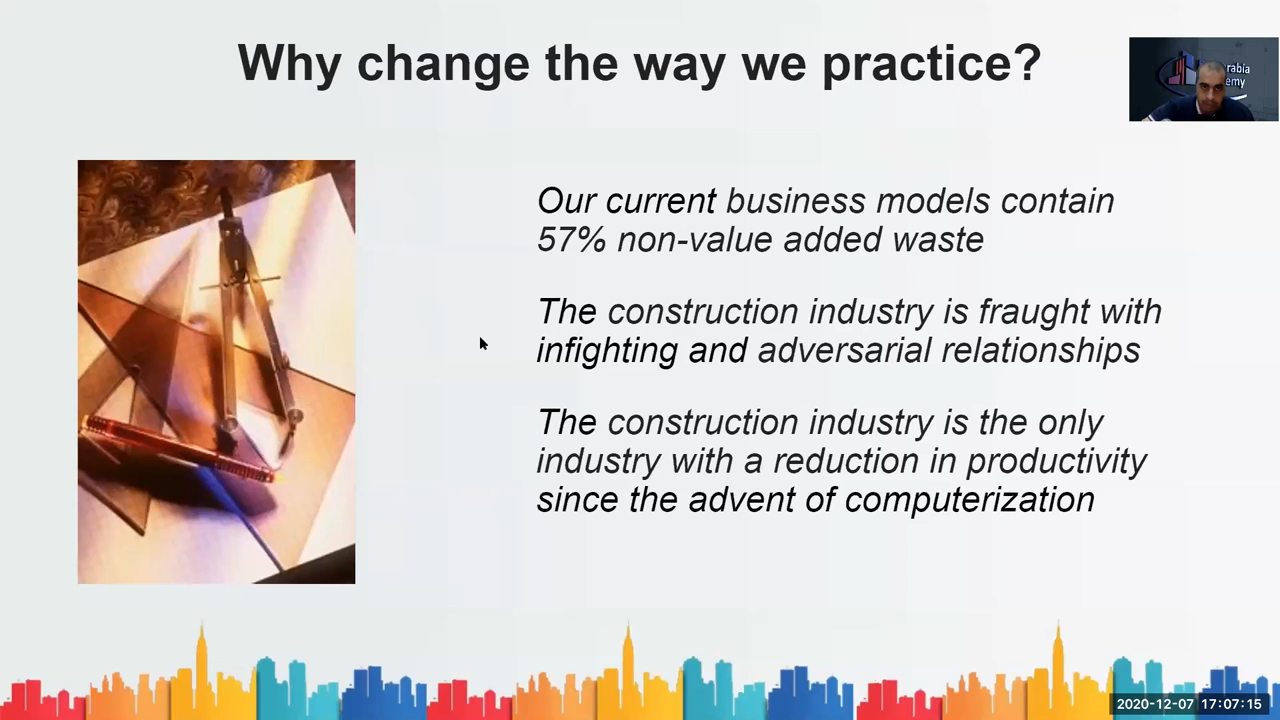 Why change the way we practice?
rabia
emy
Our current business models contain
57% non-value added waste
The construction industry is fraught with
infighting and adversarial relationships
The construction industry is the only
industry with a reduction in productivity
since the advent of computerization
2020-12-07 17:07:15